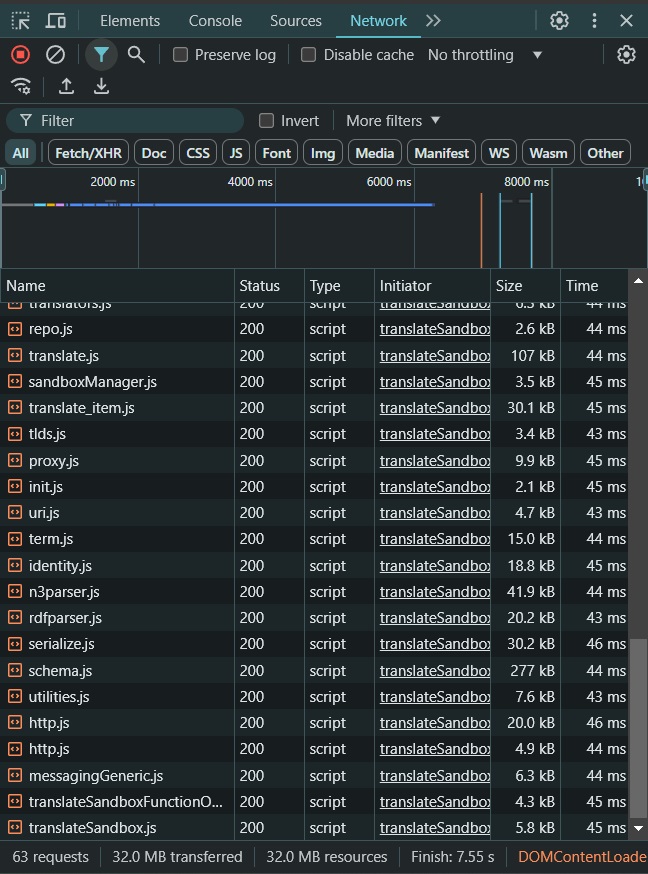 Elements Console Sources Network
Preserve log Disable cache No throttling
Filter Invert More filters
All Fetch/XHR Doc CSS JS Font Img Media Manifest WS Wasm Other
2000 ms 4000 ms 6000 ms 8000 ms
Name Status Type Initiator Size Time
translators.js 200 script translateSandbox 6.3 kB 44 ms
repo.js 200 script translateSandbox 2.6 kB 44 ms
translate.js 200 script translateSandbox 107 kB 44 ms
sandboxManager.js 200 script translateSandbox 3.5 kB 45 ms
translate_item.js 200 script translateSandbox 30.1 kB 45 ms
tlds.js 200 script translateSandbox 3.4 kB 43 ms
proxy.js 200 script translateSandbox 9.9 kB 45 ms
init.js 200 script translateSandbox 2.1 kB 45 ms
uri.js 200 script translateSandbox 4.7 kB 43 ms
term.js 200 script translateSandbox 15.0 kB 44 ms
identity.js 200 script translateSandbox 18.8 kB 45 ms
n3parser.js 200 script translateSandbox 41.9 kB 44 ms
rdfparser.js 200 script translateSandbox 20.2 kB 43 ms
serialize.js 200 script translateSandbox 30.2 kB 46 ms
schema.js 200 script translateSandbox 277 kB 44 ms
utilities.js 200 script translateSandbox 7.6 kB 43 ms
http.js 200 script translateSandbox 20.0 kB 46 ms
http.js 200 script translateSandbox 4.9 kB 44 ms
messagingGeneric.js 200 script translateSandbox 6.3 kB 44 ms
translateSandboxFunctionO... 200 script translateSandbox 4.3 kB 45 ms
translateSandbox.js 200 script translateSandbox 5.8 kB 45 ms
63 requests 32.0 MB transferred 32.0 MB resources Finish: 7.55 s DOMContentLoade